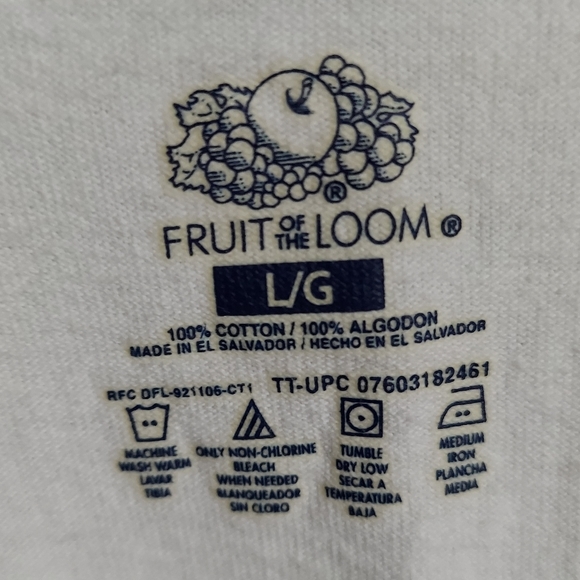 ®
FRUIT OF THE LOOM ®
L/G
100% COTTON / 100% ALGODON
MADE IN EL SALVADOR / HECHO EN EL SALVADOR
RFC DFL-921106-CT1 TT-UPC 07603182461
MACHINE
WASH WARM
LAVAR
TIBIA
ONLY NON-CHLORINE
BLEACH
WHEN NEEDED
BLANQUEADOR
SIN CLORO
TUMBLE
DRY LOW
SECAR A
TEMPERATURA
BAJA
MEDIUM
IRON
PLANCHA
MEDIA